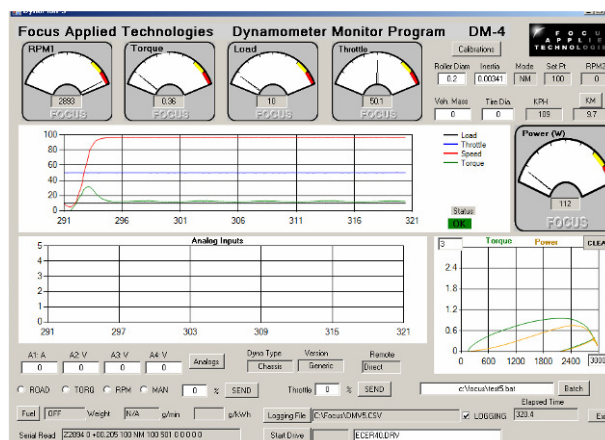 Focus Applied Technologies Dynamometer Monitor Program DM-4
FOCUS
APPLIED
TECHNOLOGIES
Calibrations
RPM1 Torque Load Throttle
2893 0.36 10 50.1
FOCUS FOCUS FOCUS FOCUS
Roller Diam Inertia Mode Set Pt RPM2
0.2 0.00341 NM 100 0
Veh. Mass Tire Dia. KPH KM
0 0 109 9.7
100
80
60
40
20
0
291 296 301 306 311 316 321
Load
Throttle
Speed
Torque
Status
OK
Power (W)
112
FOCUS
Analog Inputs
5
4
3
2
1
0
291 297 303 309 315 321
3 Torque Power CLEA
2.4
1.8
1.2
0.6
0
0 600 1200 1800 2400 3000
A1: A A2: V A3: V A4: V
0 0 0 0
Analogs
Dyno Type Version Remote
Chassis Generic Direct
ROAD TORQ RPM MAN 0 % SEND Throttle 0 % SEND
c:\focus\test5.bat Batch
Elapsed Time
Fuel OFF Weight N/A g/min g/kWh Logging File C:\Focus\DMV5.CSV LOGGING 320.4 Ex
Serial Read Z2894 0 +00.205 100 NM 100 501 0 0 0 0 0 Start Drive ECER40.DRV